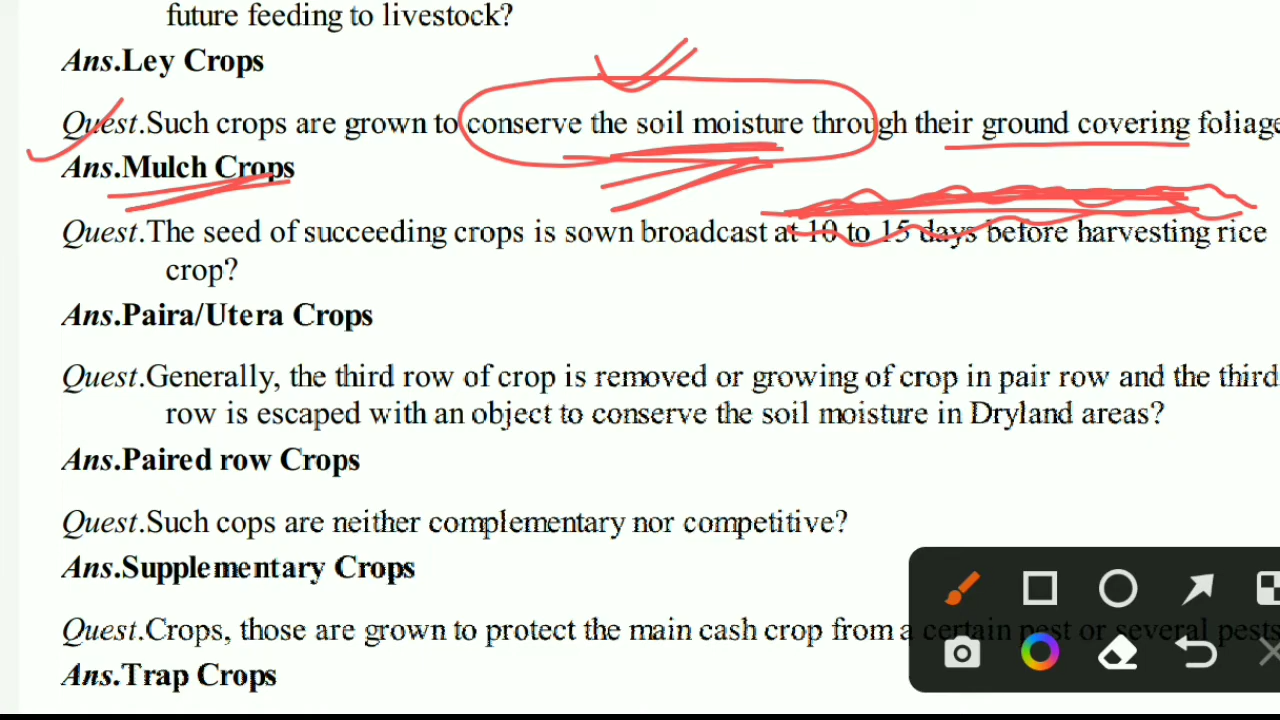 future feeding to livestock?
Ans.Ley Crops
Quest.Such crops are grown to conserve the soil moisture through their ground covering foliage
Ans.Mulch Crops
Quest.The seed of succeeding crops is sown broadcast at 10 to 15 days before harvesting rice
crop?
Ans.Paira/Utera Crops
Quest.Generally, the third row of crop is removed or growing of crop in pair row and the third
row is escaped with an object to conserve the soil moisture in Dryland areas?
Ans.Paired row Crops
Quest.Such cops are neither complementary nor competitive?
Ans.Supplementary Crops
Quest.Crops, those are grown to protect the main cash crop from a certain pest or several pests
Ans.Trap Crops